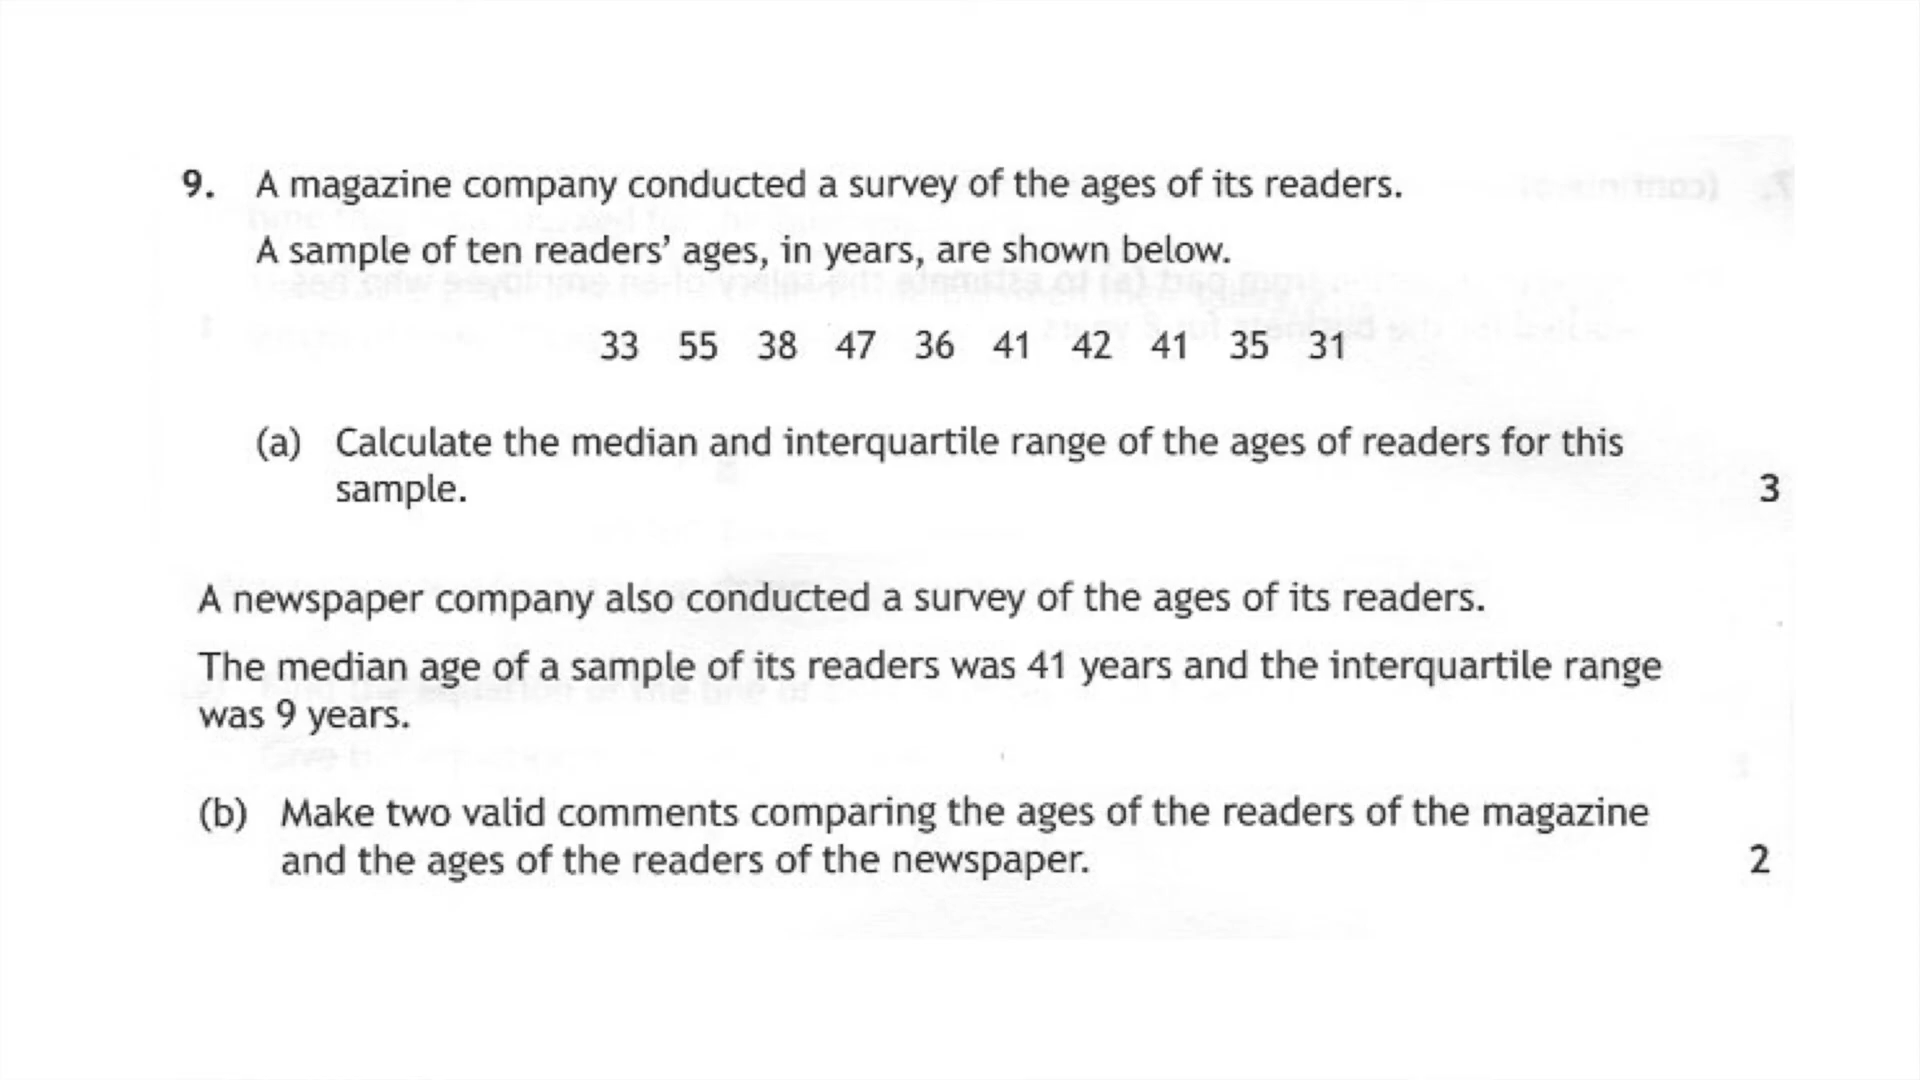 9. A magazine company conducted a survey of the ages of its readers.
A sample of ten readers’ ages, in years, are shown below.
33 55 38 47 36 41 42 41 35 31
(a) Calculate the median and interquartile range of the ages of readers for this
sample. 3
A newspaper company also conducted a survey of the ages of its readers.
The median age of a sample of its readers was 41 years and the interquartile range
was 9 years.
(b) Make two valid comments comparing the ages of the readers of the magazine
and the ages of the readers of the newspaper. 2